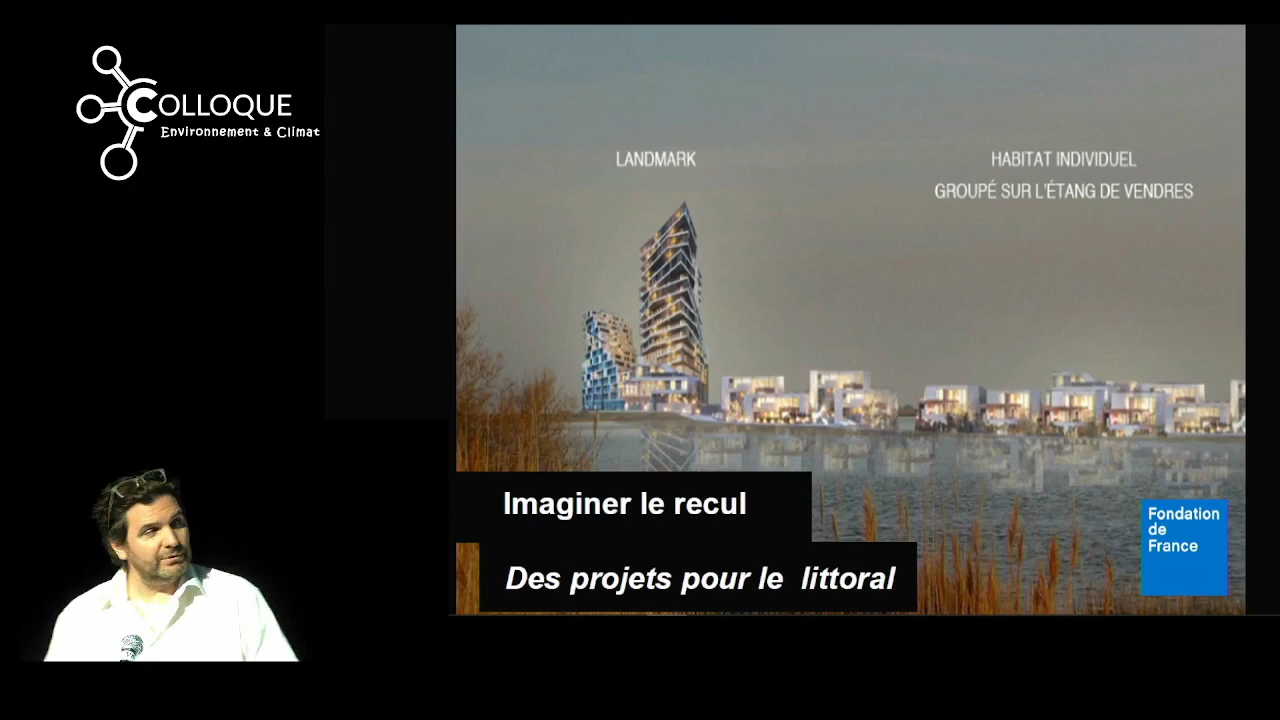 COLLOQUE
Environnement & Climat
LANDMARK
HABITAT INDIVIDUEL
GROUPÉ SUR L'ÉTANG DE VENDRES
Imaginer le recul
Des projets pour le littoral
Fondation
de
France